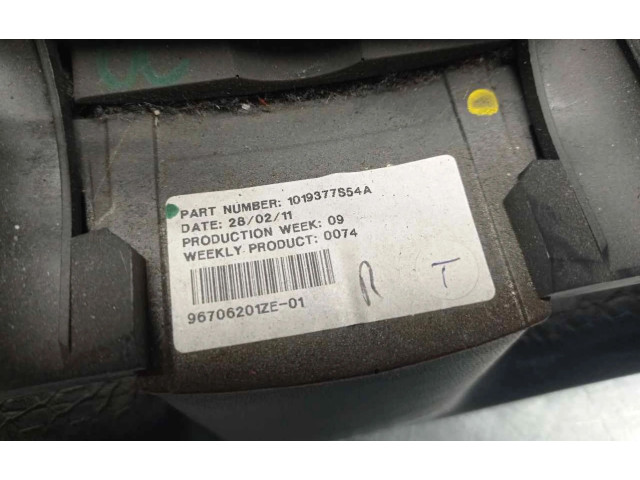 PART NUMBER: 1019377S54A
DATE: 28/02/11
PRODUCTION WEEK: 09
WEEKLY PRODUCT: 0074
R T
96706201ZE-01